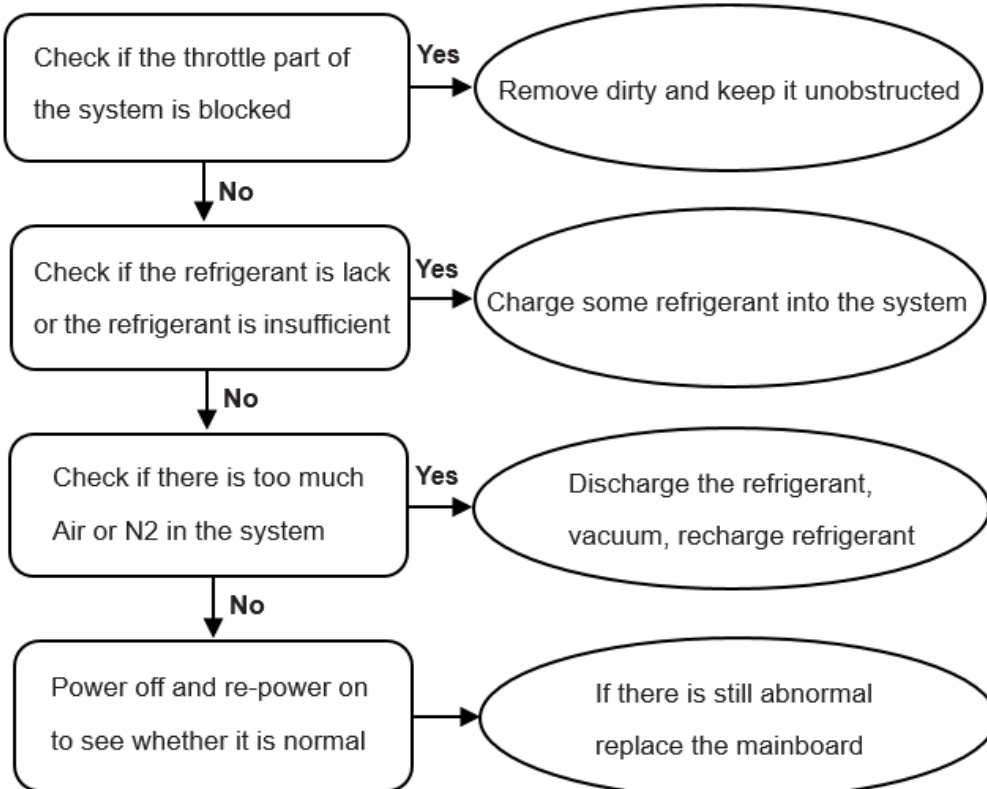 Check if the throttle part of
the system is blocked
Yes
Remove dirty and keep it unobstructed
No
Check if the refrigerant is lack
or the refrigerant is insufficient
Yes
Charge some refrigerant into the system
No
Check if there is too much
Air or N2 in the system
Yes
Discharge the refrigerant,
vacuum, recharge refrigerant
No
Power off and re-power on
to see whether it is normal
If there is still abnormal
replace the mainboard